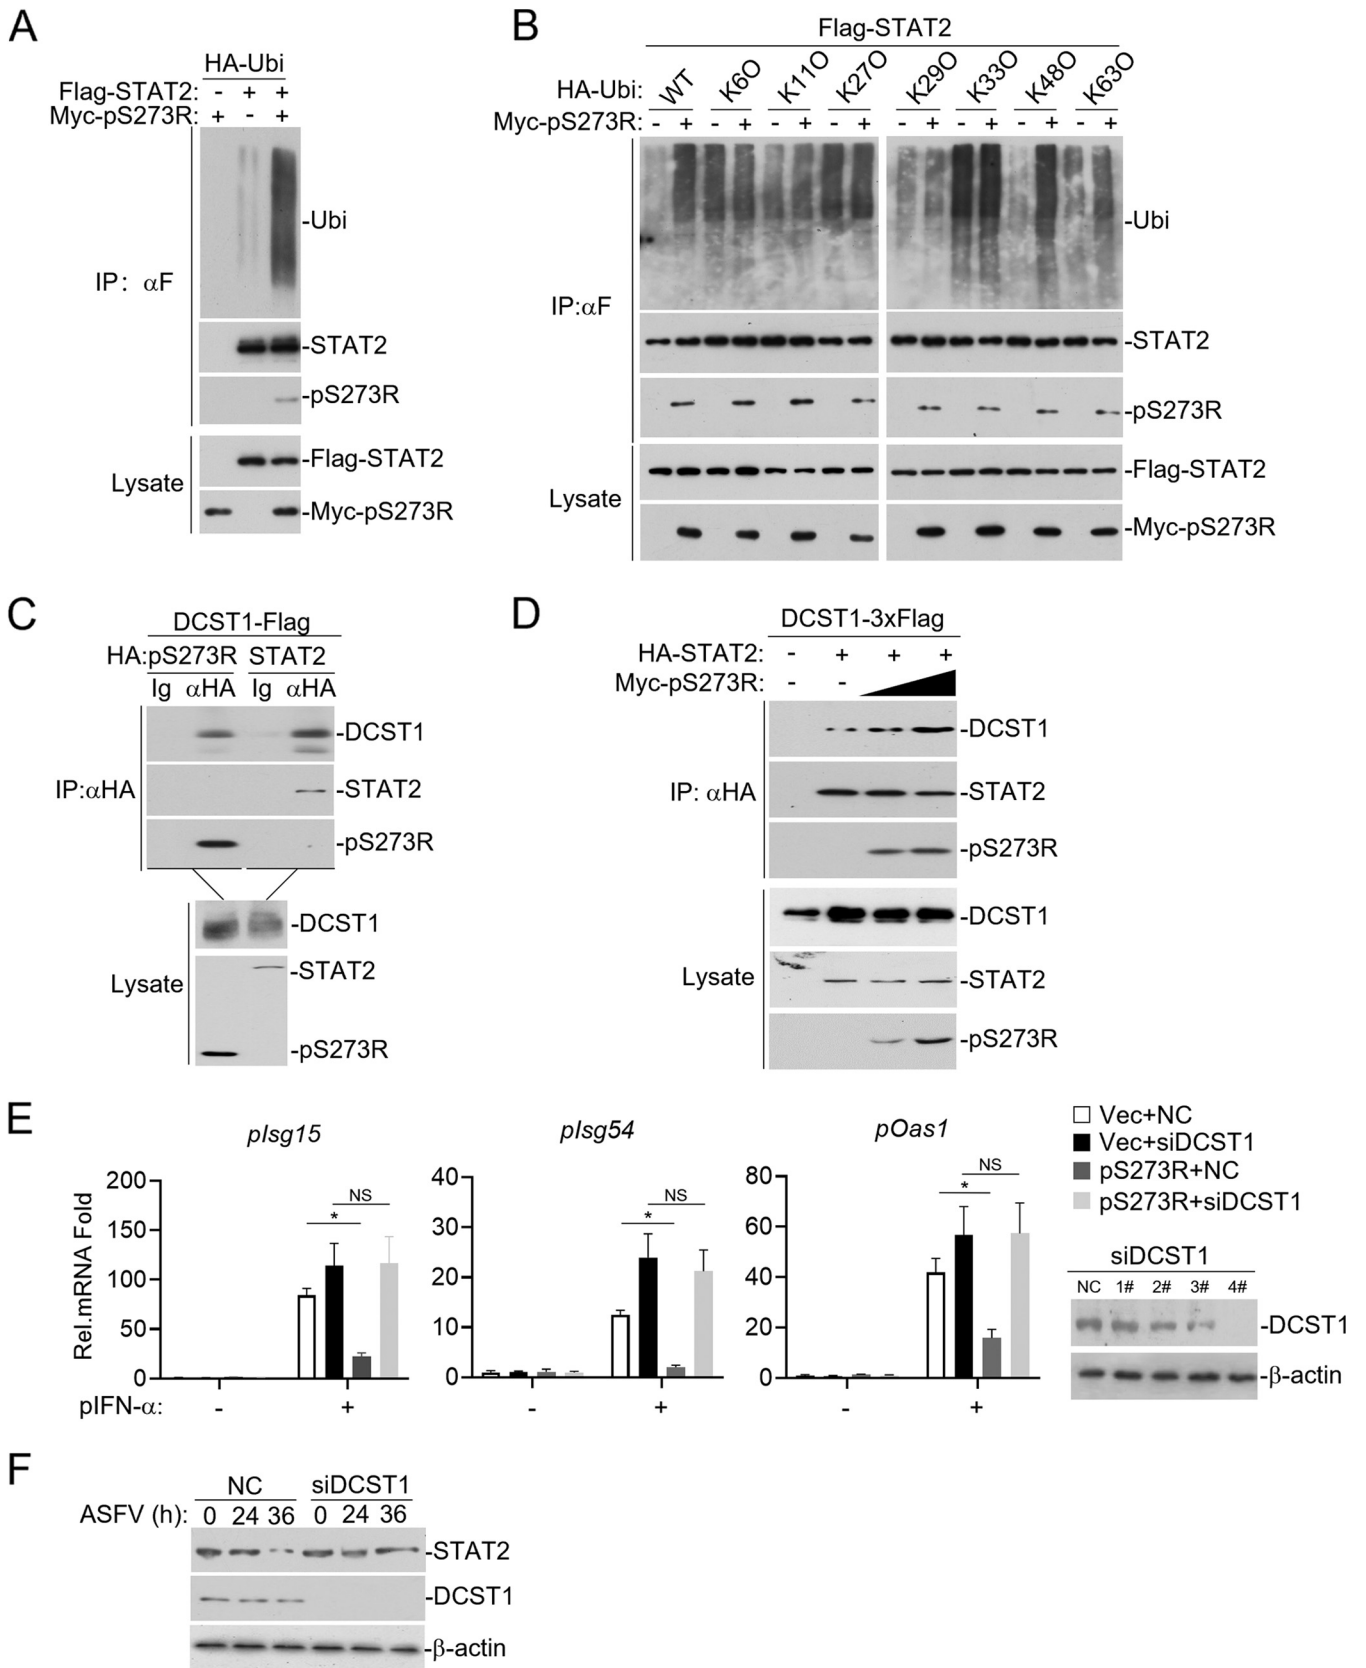 A
HA-Ubi
Flag-STAT2: - + +
Myc-pS273R: + - +
-Ubi
IP: αF
-STAT2
-pS273R
-Flag-STAT2
Lysate
-Myc-pS273R
B
Flag-STAT2
HA-Ubi: WT K6O K11O K27O K29O K33O K48O K63O
Myc-pS273R: - + - + - + - + - + - + - + - +
-Ubi
IP:αF
-STAT2
-pS273R
-Flag-STAT2
Lysate
-Myc-pS273R
C
DCST1-Flag
HA:pS273R STAT2
Ig αHA Ig αHA
-DCST1
IP:αHA
-STAT2
-pS273R
-DCST1
-STAT2
Lysate
-pS273R
D
DCST1-3xFlag
HA-STAT2: - + + +
Myc-pS273R: - -
-DCST1
IP: αHA
-STAT2
-pS273R
-DCST1
Lysate
-STAT2
-pS273R
E
pIsg15
Rel.mRNA Fold
200
150
100
50
0
NS
*
pIFN-α: - +
pIsg54
40
30
20
10
0
NS
*
- +
pOas1
80
60
40
20
0
NS
*
- +
Vec+NC
Vec+siDCST1
pS273R+NC
pS273R+siDCST1
siDCST1
NC 1# 2# 3# 4#
-DCST1
-β-actin
F
NC siDCST1
ASFV (h): 0 24 36 0 24 36
-STAT2
-DCST1
-β-actin